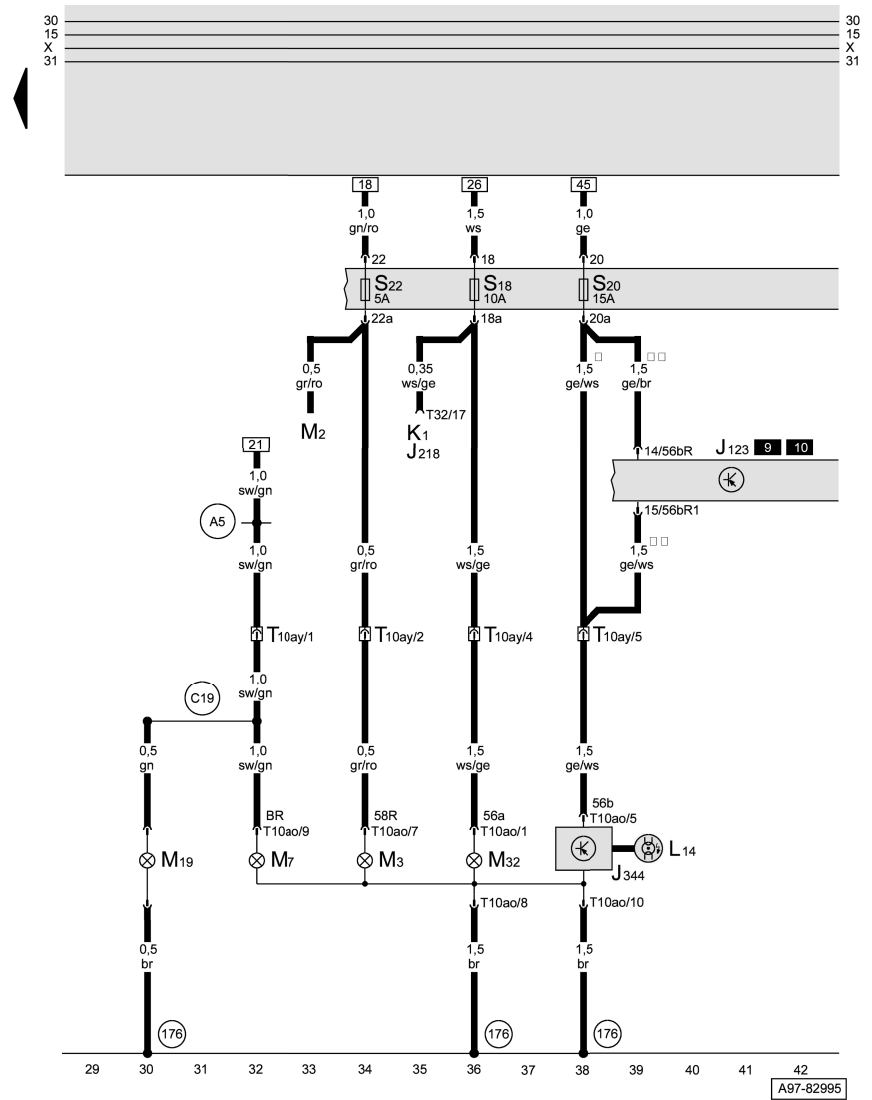 30 30
15 15
X X
31 31
18 26 45
1,0 1,5 1,0
gn/ro ws ge
22 18 20
S22 S18 S20
5A 10A 15A
22a 18a 20a
0,5 0,35 1,5 1,5
gr/ro ws/ge ge/ws ge/br
T32/17
M2 K1
J218
21
14/56bR J123 9 10
1,0
sw/gn
15/56bR1
A5
1,0 0,5 1,5 1,5
sw/gn gr/ro ws/ge ge/ws
T10ay/1 T10ay/2 T10ay/4 T10ay/5
1.0
sw/gn
C19
0,5 1,0 0,5 1,5 1,5
gn sw/gn gr/ro ws/ge ge/ws
BR 58R 56a 56b
T10ao/9 T10ao/7 T10ao/1 T10ao/5
M19 M7 M3 M32 L14
J344
T10ao/8 T10ao/10
0,5 1,5 1,5
br br br
176 176 176
29 30 31 32 33 34 35 36 37 38 39 40 41 42
A97-82995